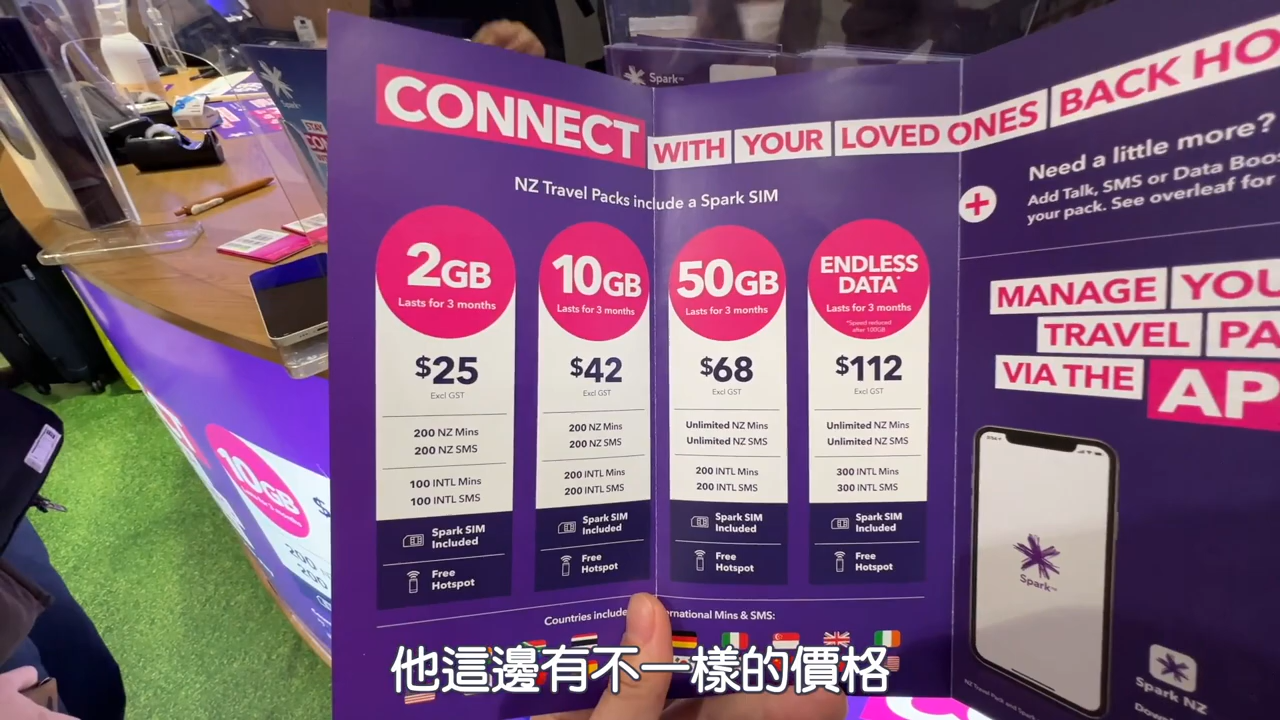 Spark
CONNECT WITH YOUR LOVED ONES BACK HO
NZ Travel Packs include a Spark SIM
2GB
Lasts for 3 months
$25
Excl GST
200 NZ Mins
200 NZ SMS
100 INTL Mins
100 INTL SMS
Spark SIM
Included
Free
Hotspot
10GB
Lasts for 3 months
$42
Excl GST
200 NZ Mins
200 NZ SMS
200 INTL Mins
200 INTL SMS
Spark SIM
Included
Free
Hotspot
50GB
Lasts for 3 months
$68
Excl GST
Unlimited NZ Mins
Unlimited NZ SMS
200 INTL Mins
200 INTL SMS
Spark SIM
Included
Free
Hotspot
ENDLESS
DATA*
Lasts for 3 months
*Speed reduced
after 100GB
$112
Excl GST
Unlimited NZ Mins
Unlimited NZ SMS
300 INTL Mins
300 INTL SMS
Spark SIM
Included
Free
Hotspot
Need a little more?
Add Talk, SMS or Data Boo
your pack. See overleaf for
MANAGE YOU
TRAVEL PA
VIA THE AP
Spark
Spark NZ
NZ Travel Pack and
10GB
Countries include
national Mins & SMS:
他這邊有不一樣的價格